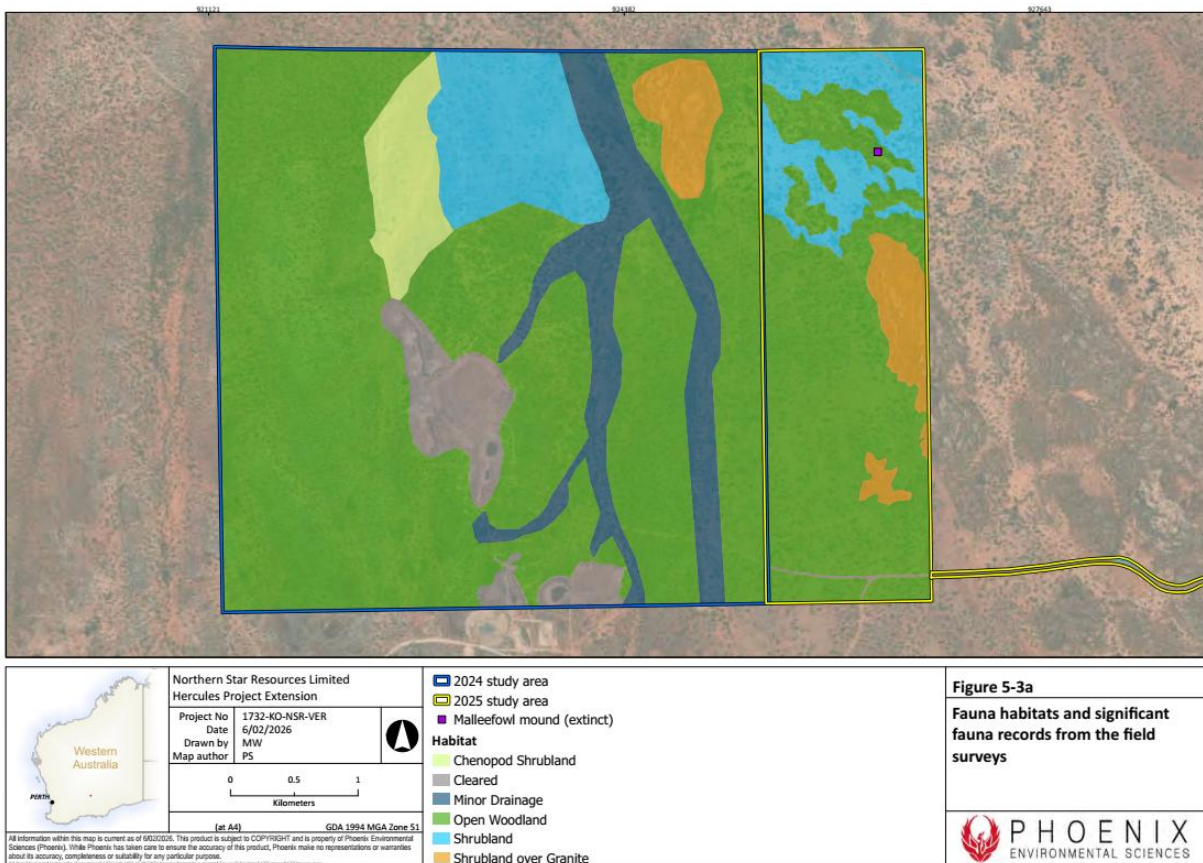 921121
924382
927643
Western
Australia
PERTH
Northern Star Resources Limited
Hercules Project Extension
Project No 1732-KO-NSR-VER
Date 6/02/2026
Drawn by MW
Map author PS
0 0.5 1
Kilometers
(at A4) GDA 1994 MGA Zone 51
All information within this map is current as of 6/02/2026. This product is subject to COPYRIGHT and is property of Phoenix Environmental
Sciences (Phoenix). While Phoenix has taken care to ensure the accuracy of this product, Phoenix make no representations or warranties
about its accuracy, completeness or suitability for any particular purpose.
2024 study area
2025 study area
Malleefowl mound (extinct)
Habitat
Chenopod Shrubland
Cleared
Minor Drainage
Open Woodland
Shrubland
Shrubland over Granite
Figure 5-3a
Fauna habitats and significant
fauna records from the field
surveys
PHOENIX
ENVIRONMENTAL SCIENCES